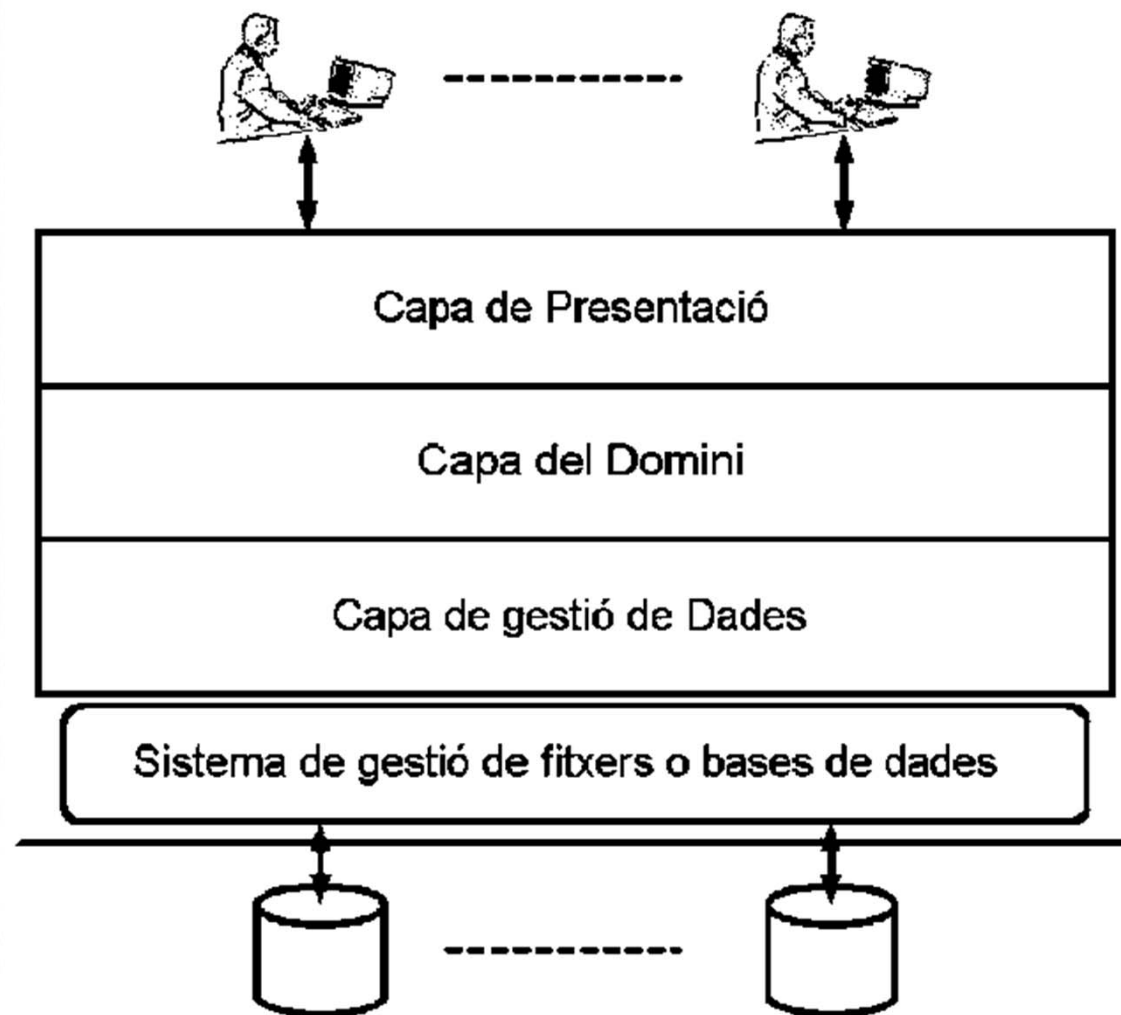 Capa de Presentació
Capa del Domini
Capa de gestió de Dades
Sistema de gestió de fitxers o bases de dades